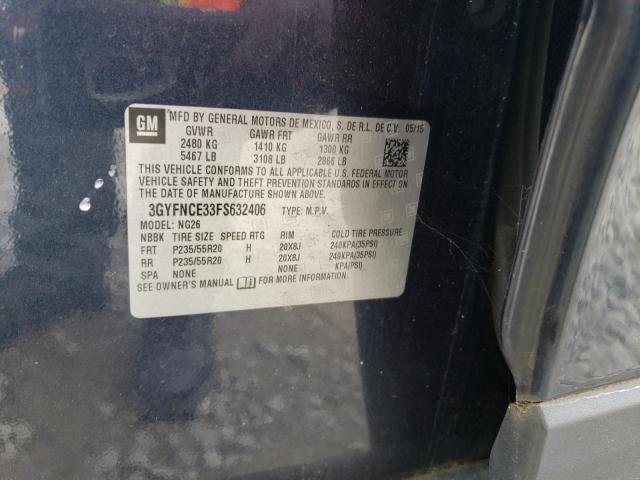 GM
MFD BY GENERAL MOTORS DE MEXICO, S. DE R.L. DE C.V. 05/15
GVWR GAWR FRT GAWR RR
2480 KG 1410 KG 1300 KG
5467 LB 3108 LB 2866 LB
THIS VEHICLE CONFORMS TO ALL APPLICABLE U.S. FEDERAL MOTOR
VEHICLE SAFETY AND THEFT PREVENTION STANDARDS IN EFFECT ON
THE DATE OF MANUFACTURE SHOWN ABOVE.
3GYFNCE33FS632406 TYPE: M.P.V.
MODEL: NG26
NBBK TIRE SIZE SPEED RTG RIM COLD TIRE PRESSURE
FRT P235/55R20 H 20X8J 240KPA(35PSI)
RR P235/55R20 H 20X8J 240KPA(35PSI)
SPA NONE NONE KPA(PSI)
SEE OWNER'S MANUAL FOR MORE INFORMATION.